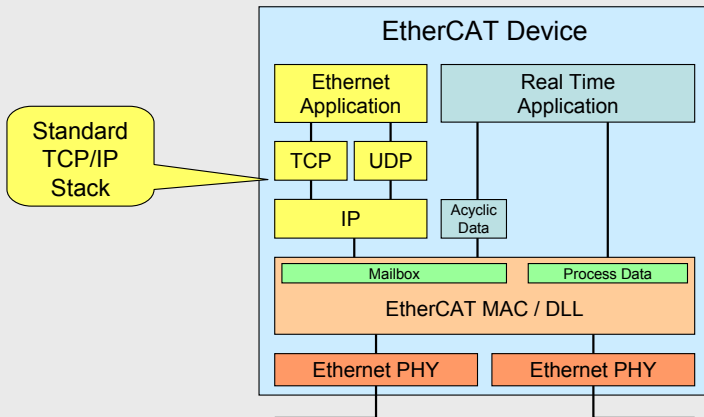 EtherCAT Device
Ethernet
Application
Real Time
Application
Standard
TCP/IP
Stack
TCP
UDP
IP
Acyclic
Data
Mailbox
Process Data
EtherCAT MAC / DLL
Ethernet PHY
Ethernet PHY